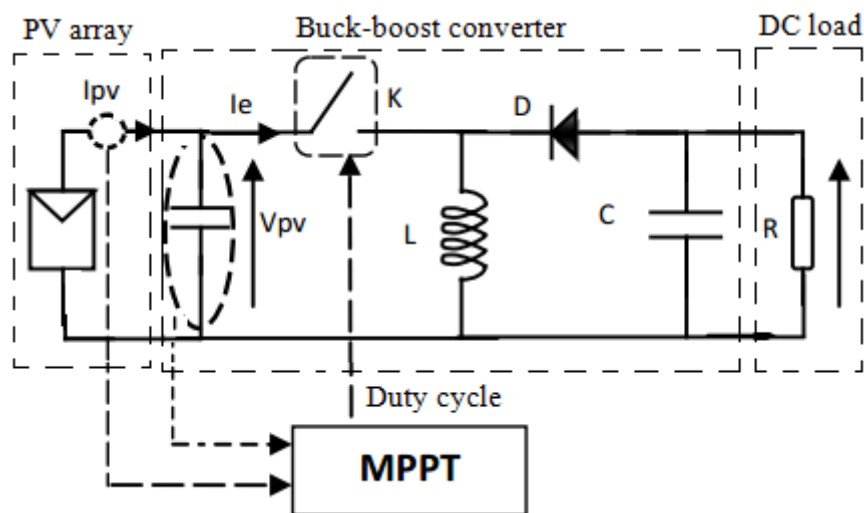 PV array
Buck-boost converter
DC load
Ipv
Ie
K
D
Vpv
L
C
R
Duty cycle
MPPT